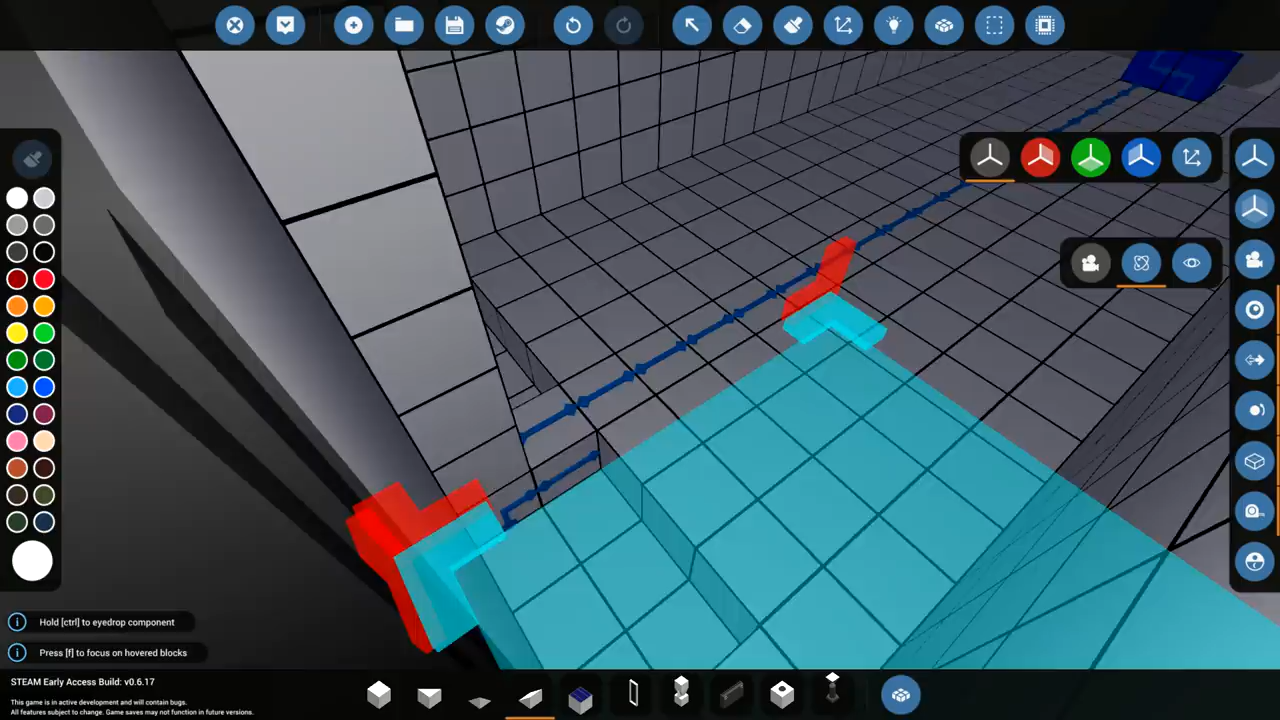 Hold [ctrl] to eyedrop component
Press [f] to focus on hovered blocks
STEAM Early Access Build: v0.6.17
This game is in active development and will contain bugs.
All features subject to change. Game saves may not function in future versions.